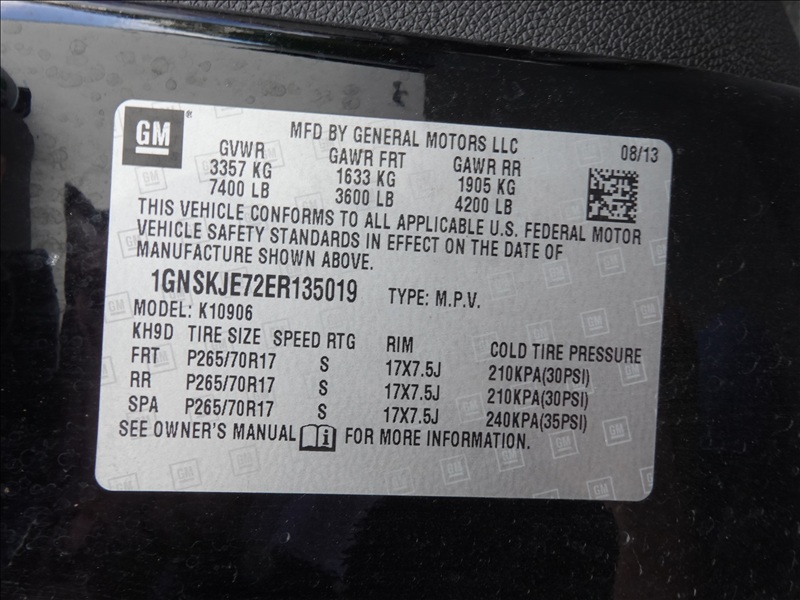 GM ®
MFD BY GENERAL MOTORS LLC 08/13
GVWR GAWR FRT GAWR RR
3357 KG 1633 KG 1905 KG
7400 LB 3600 LB 4200 LB
THIS VEHICLE CONFORMS TO ALL APPLICABLE U.S. FEDERAL MOTOR
VEHICLE SAFETY STANDARDS IN EFFECT ON THE DATE OF
MANUFACTURE SHOWN ABOVE.
1GNSKJE72ER135019 TYPE: M.P.V.
MODEL: K10906
KH9D TIRE SIZE SPEED RTG RIM COLD TIRE PRESSURE
FRT P265/70R17 S 17X7.5J 210KPA(30PSI)
RR P265/70R17 S 17X7.5J 210KPA(30PSI)
SPA P265/70R17 S 17X7.5J 240KPA(35PSI)
SEE OWNER'S MANUAL i FOR MORE INFORMATION.